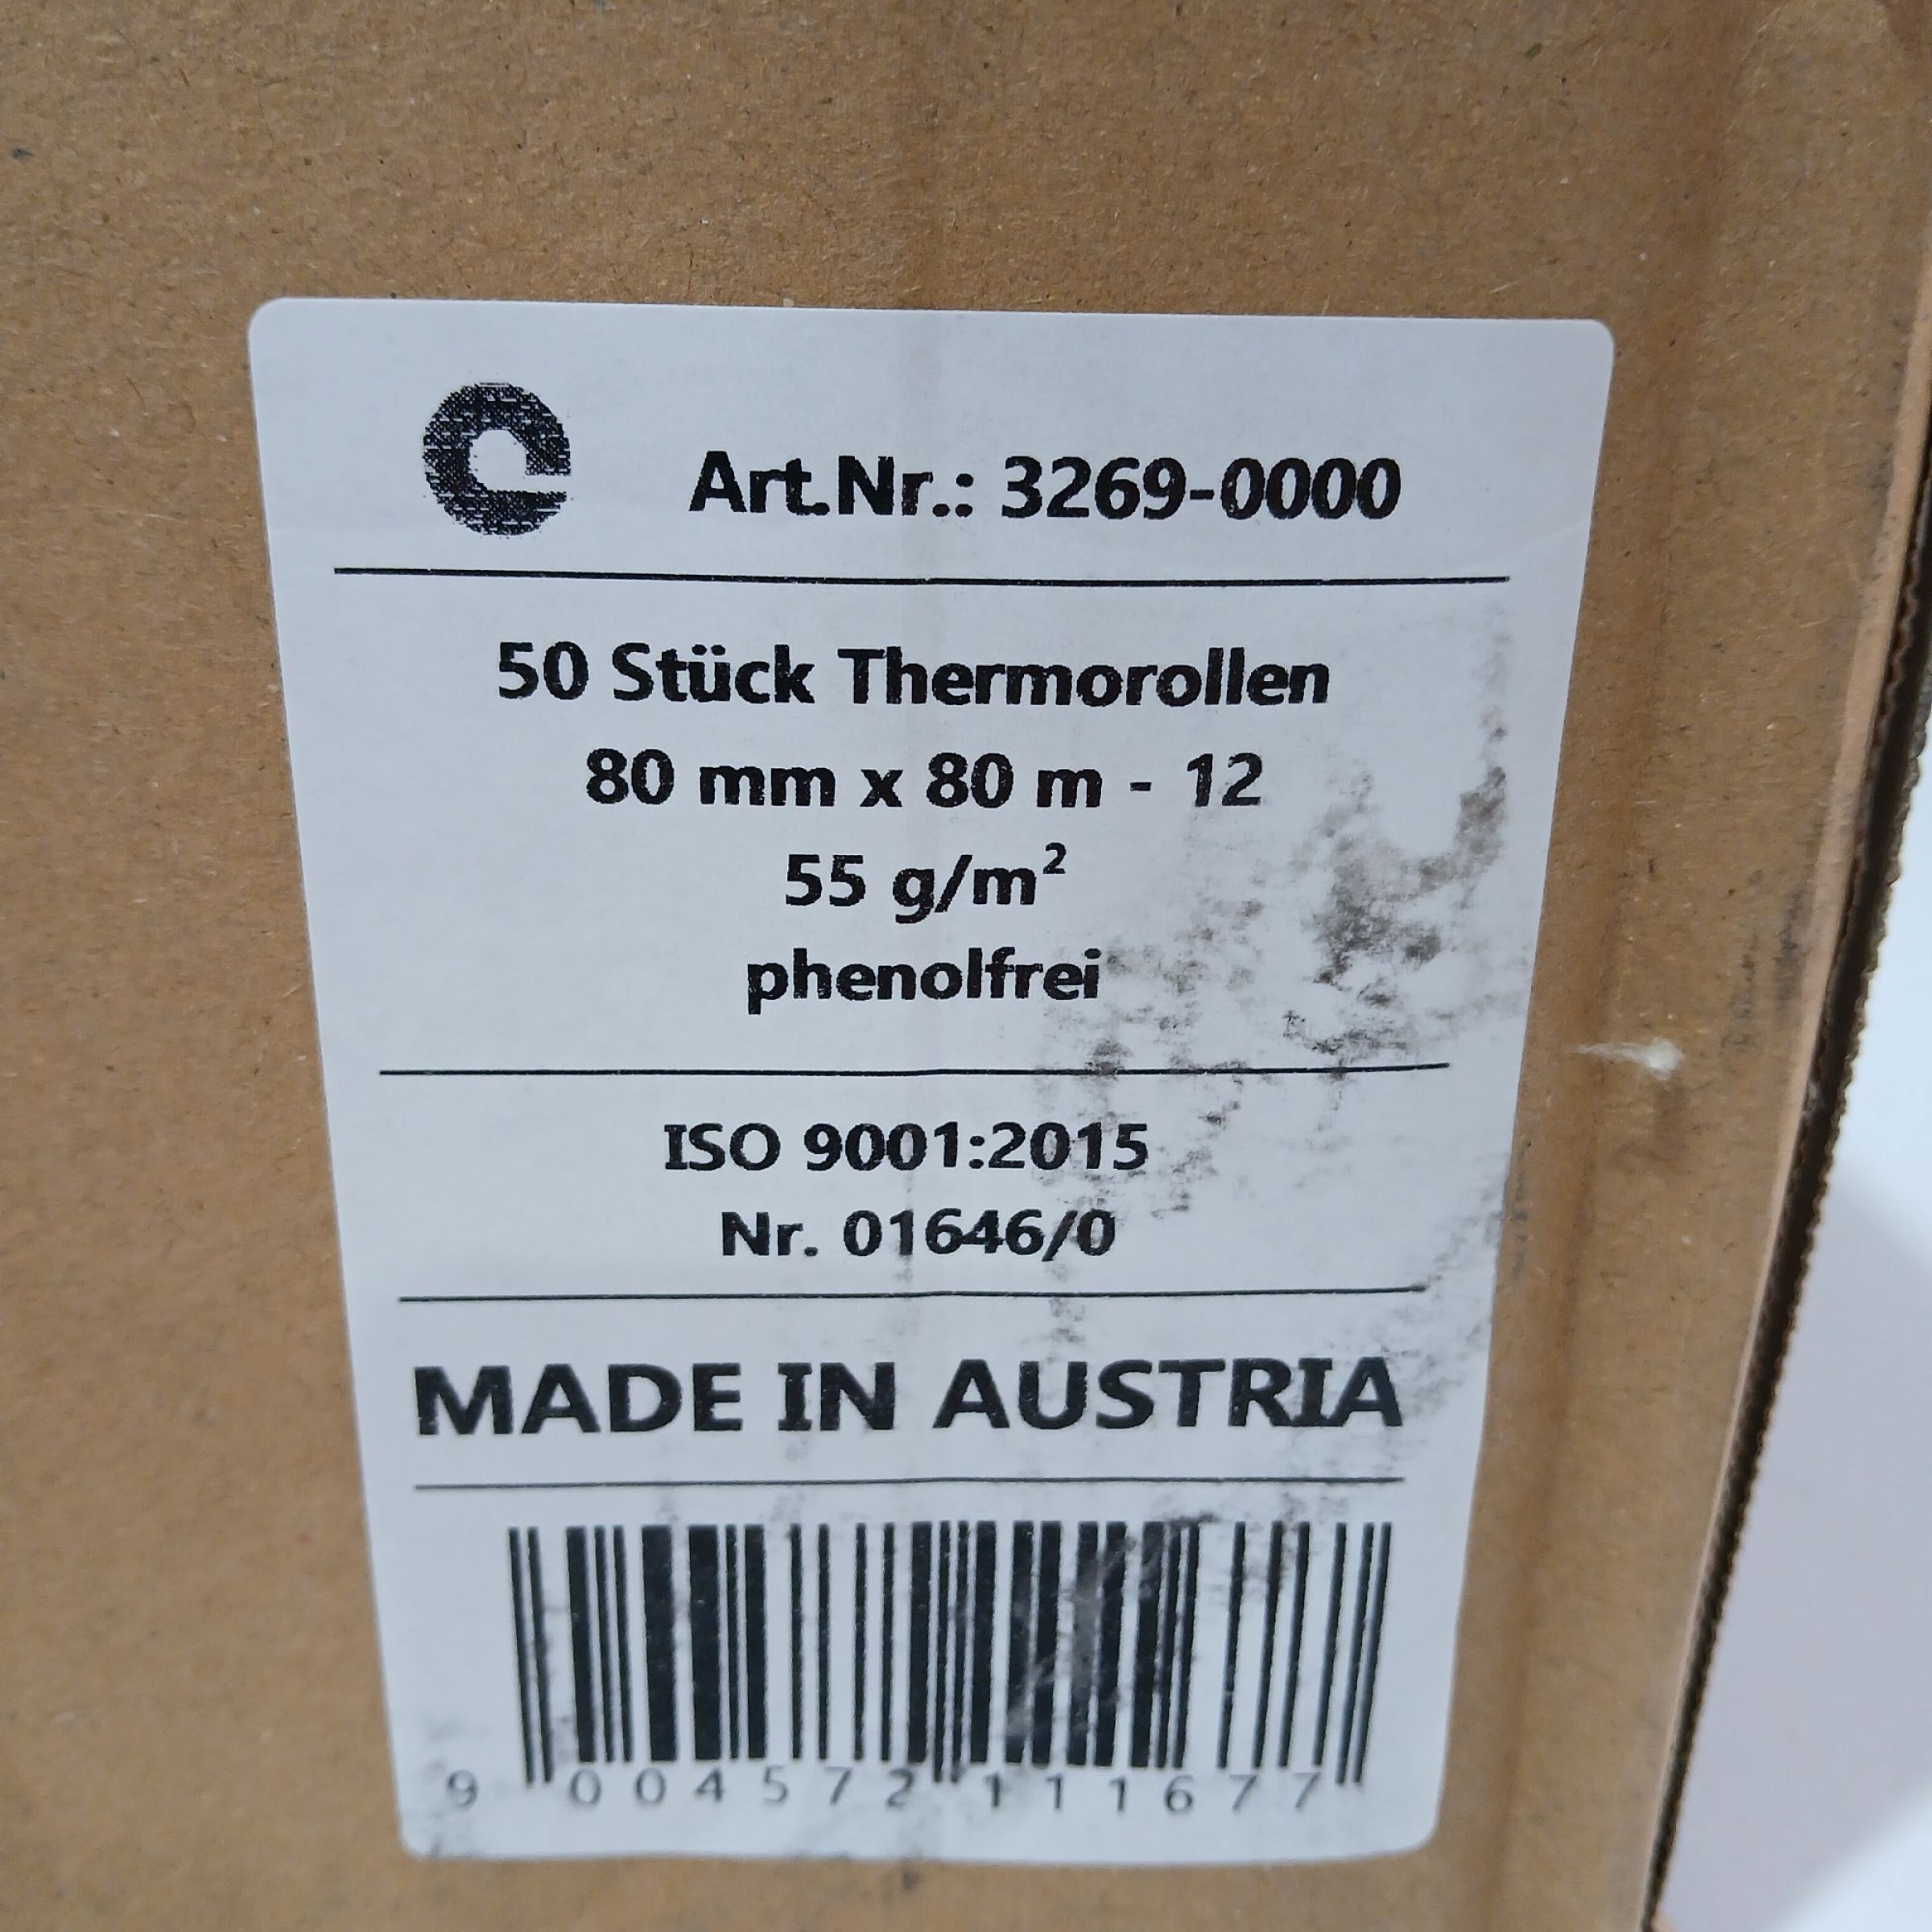 Art.Nr.: 3269-0000
50 Stück Thermorollen
80 mm x 80 m - 12
55 g/m²
phenolfrei
ISO 9001:2015
Nr. 01646/0
MADE IN AUSTRIA
9 004572 111677